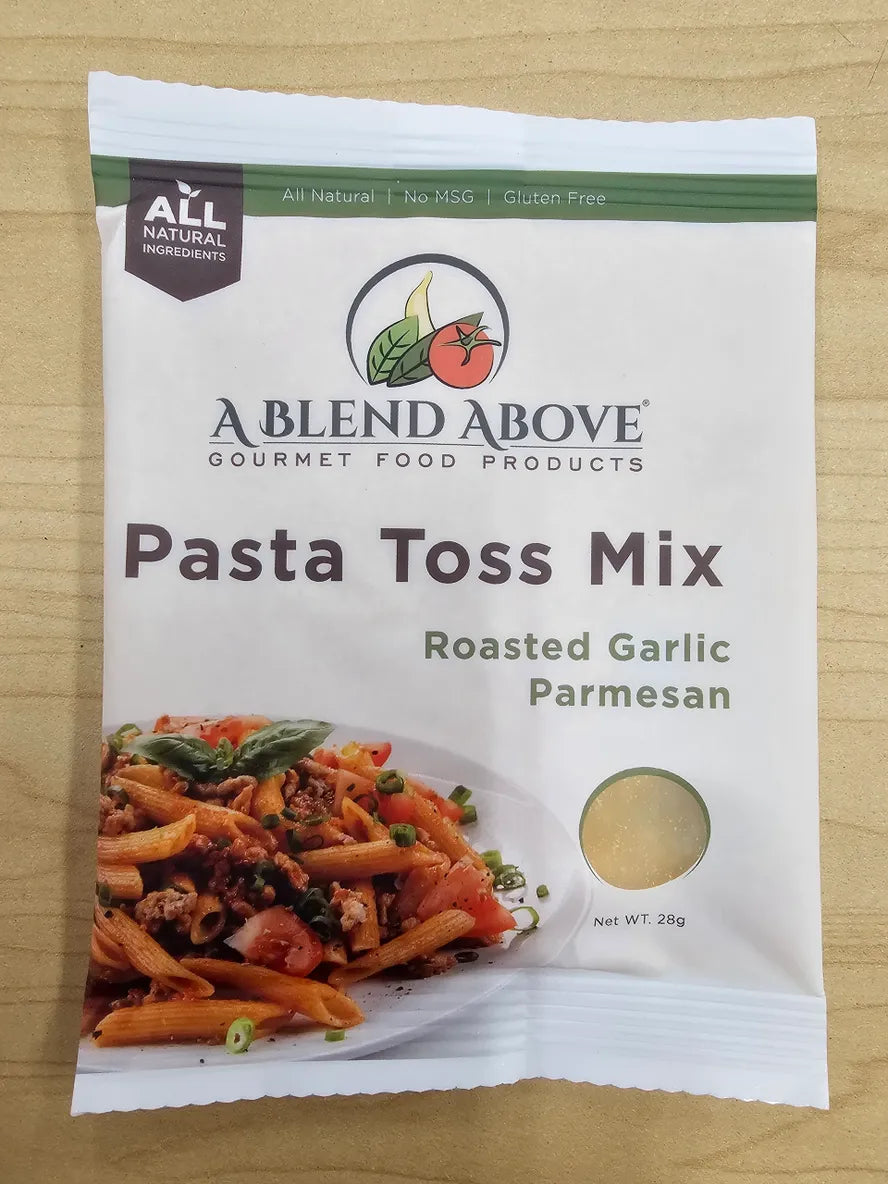 All Natural | No MSG | Gluten Free
ALL
NATURAL
INGREDIENTS
A BLEND ABOVE®
GOURMET FOOD PRODUCTS
Pasta Toss Mix
Roasted Garlic
Parmesan
Net WT. 28g